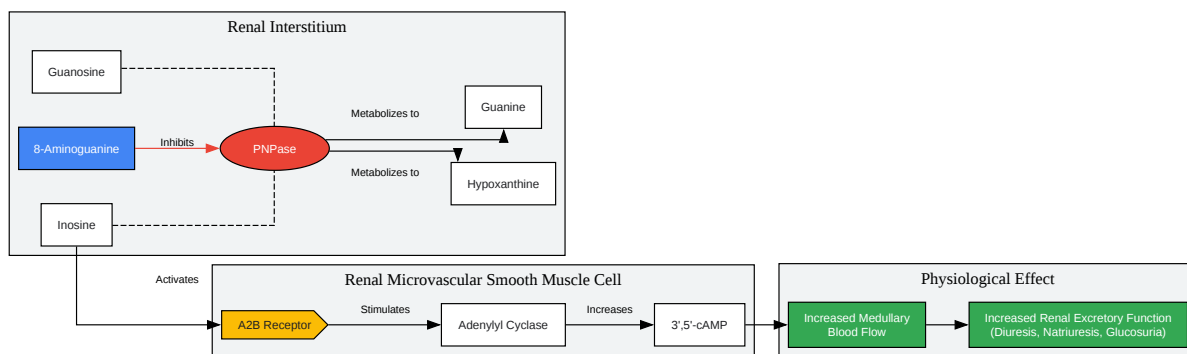 Renal Interstitium
Guanosine
Metabolizes to
Guanine
8-Aminoguanine
Inhibits
PNPase
Metabolizes to
Hypoxanthine
Inosine
Activates
Renal Microvascular Smooth Muscle Cell
A2B Receptor
Stimulates
Adenylyl Cyclase
Increases
3',5'-cAMP
Physiological Effect
Increased Medullary
Blood Flow
Increased Renal Excretory Function
(Diuresis, Natriuresis, Glucosuria)